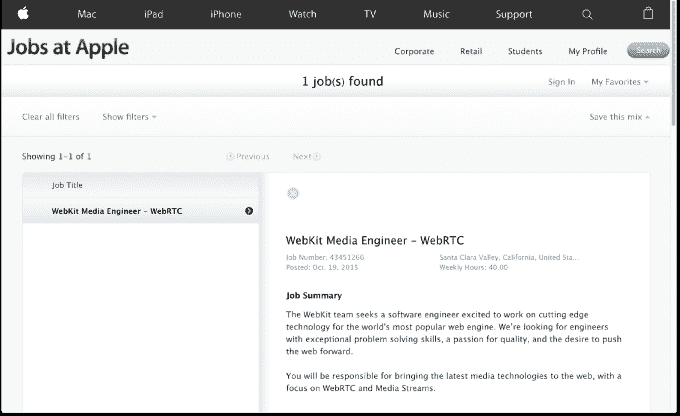 Mac iPad iPhone Watch TV Music Support
Jobs at Apple
Corporate Retail Students My Profile Search
1 job(s) found
Sign In My Favorites
Clear all filters Show filters Save this mix
Showing 1-1 of 1 Previous Next
Job Title
WebKit Media Engineer - WebRTC
WebKit Media Engineer - WebRTC
Job Number: 43451266 Santa Clara Valley, California, United Sta...
Posted: Oct. 19, 2015 Weekly Hours: 40.00
Job Summary
The WebKit team seeks a software engineer excited to work on cutting edge
technology for the world's most popular web engine. We're looking for engineers
with exceptional problem solving skills, a passion for quality, and the desire to push
the web forward.
You will be responsible for bringing the latest media technologies to the web, with a
focus on WebRTC and Media Streams.